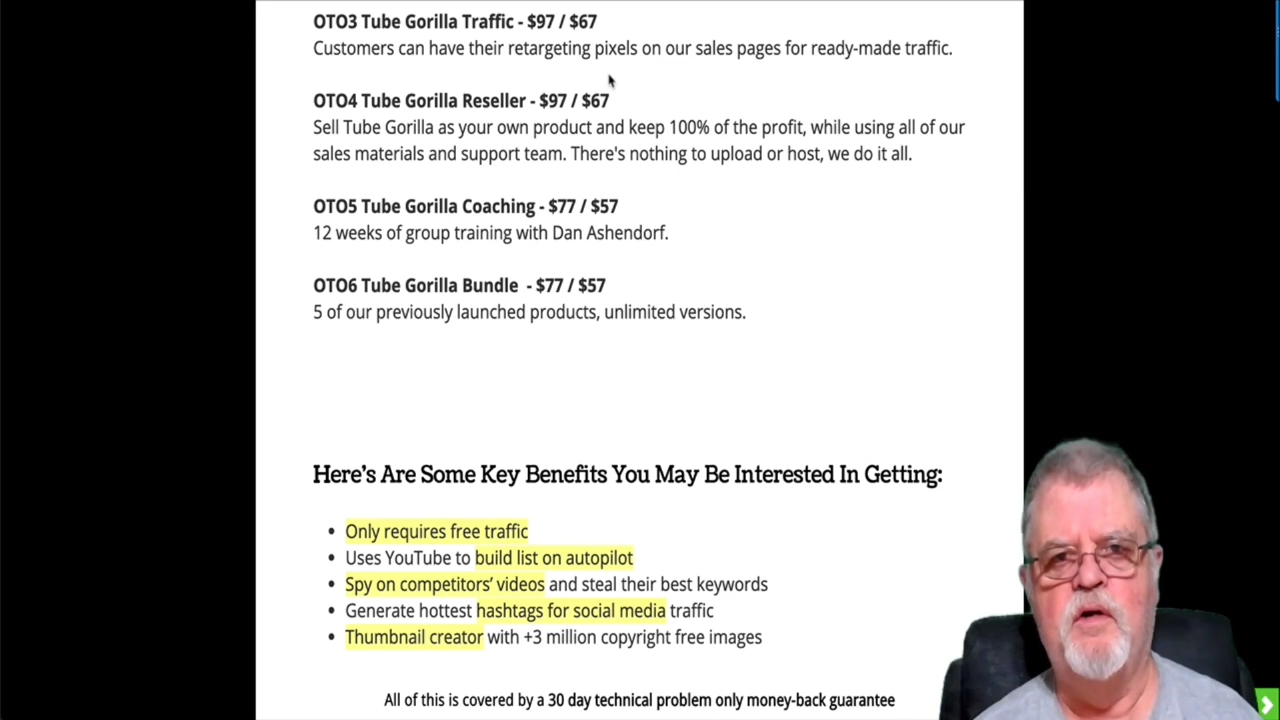 OTO3 Tube Gorilla Traffic - $97 / $67
Customers can have their retargeting pixels on our sales pages for ready-made traffic.
OTO4 Tube Gorilla Reseller - $97 / $67
Sell Tube Gorilla as your own product and keep 100% of the profit, while using all of our
sales materials and support team. There's nothing to upload or host, we do it all.
OTO5 Tube Gorilla Coaching - $77 / $57
12 weeks of group training with Dan Ashendorf.
OTO6 Tube Gorilla Bundle - $77 / $57
5 of our previously launched products, unlimited versions.
Here's Are Some Key Benefits You May Be Interested In Getting:
• Only requires free traffic
• Uses YouTube to build list on autopilot
• Spy on competitors' videos and steal their best keywords
• Generate hottest hashtags for social media traffic
• Thumbnail creator with +3 million copyright free images
All of this is covered by a 30 day technical problem only money-back guarantee